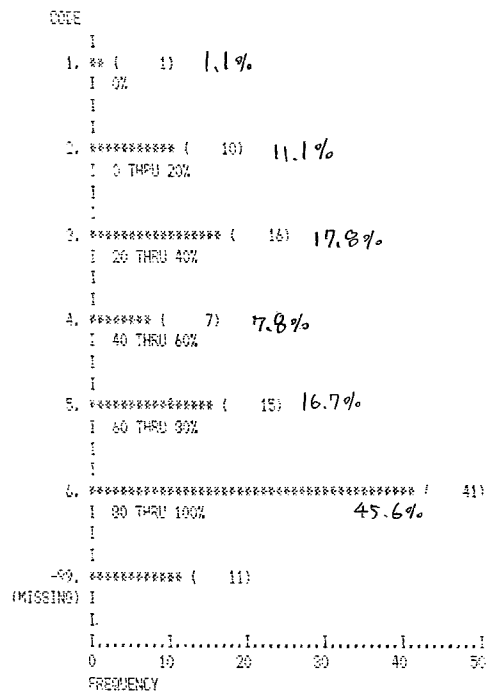 CODE
I
1. ** ( 1) 1.1%
I 0%
I
I
2. *********** ( 10) 11.1%
I 0 THRU 20%
I
I
3. ***************** ( 16) 17.8%
I 20 THRU 40%
I
I
4. ******** ( 7) 7.8%
I 40 THRU 60%
I
I
5. **************** ( 15) 16.7%
I 60 THRU 80%
I
I
6. ****************************************** ( 41)
I 80 THRU 100% 45.6%
I
I
-99. ************ ( 11)
(MISSING) I
I
I.........I.........I.........I.........I.........I
0 10 20 30 40 50
FREQUENCY